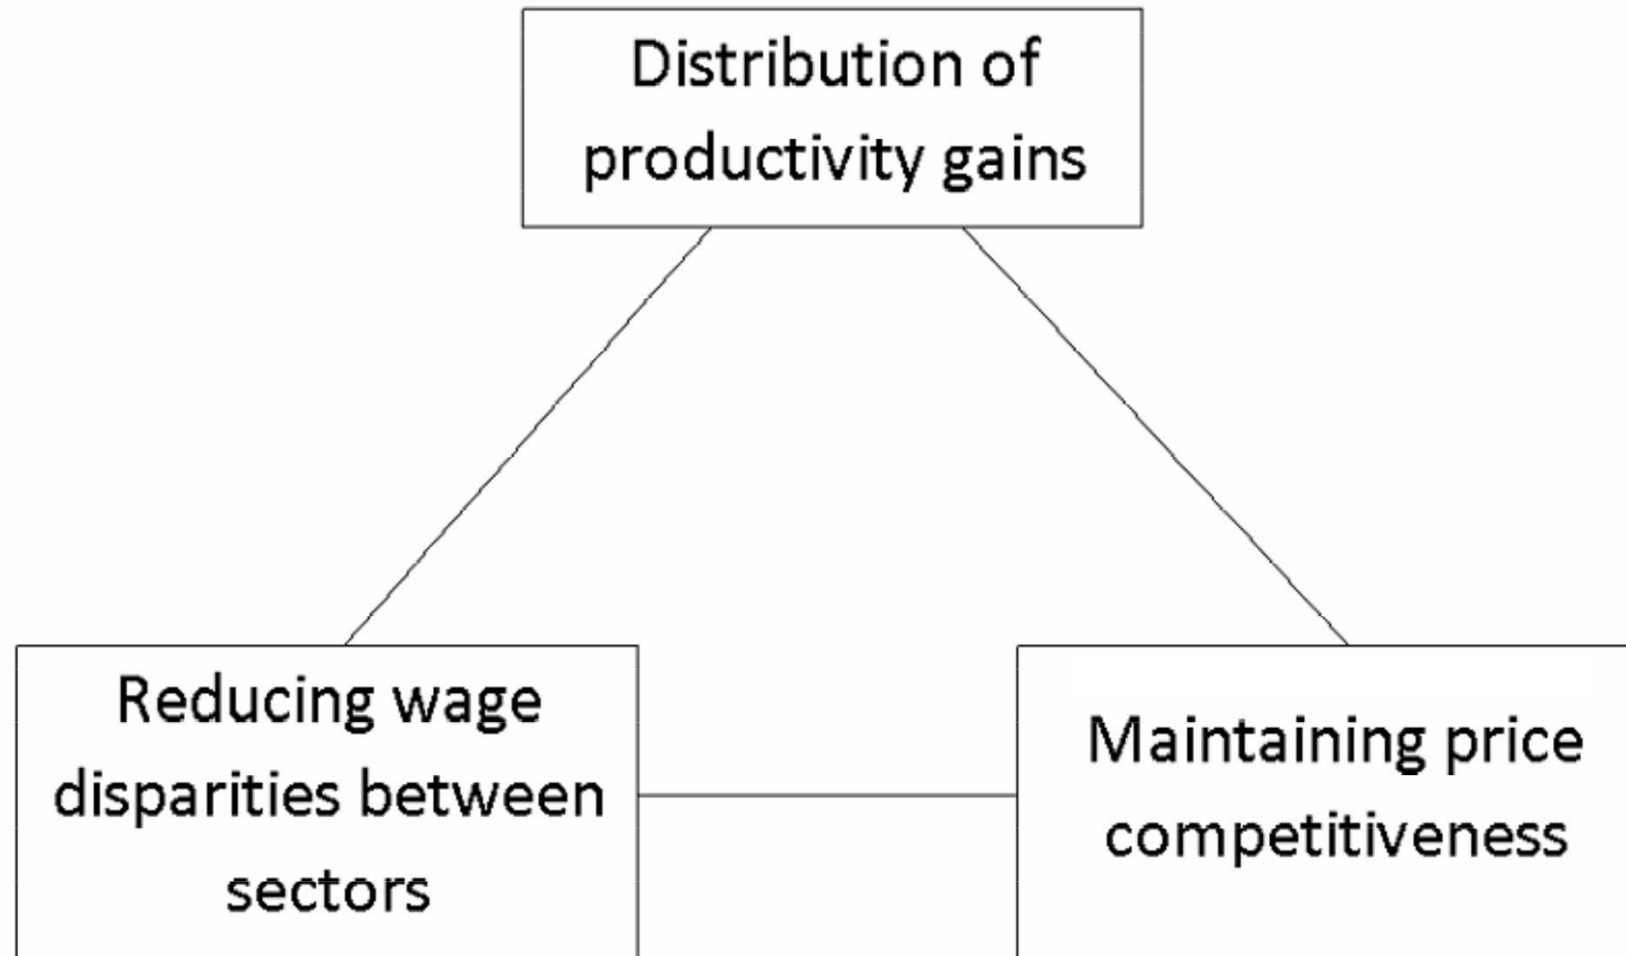 Distribution of
productivity gains
Reducing wage
disparities between
sectors
Maintaining price
competitiveness